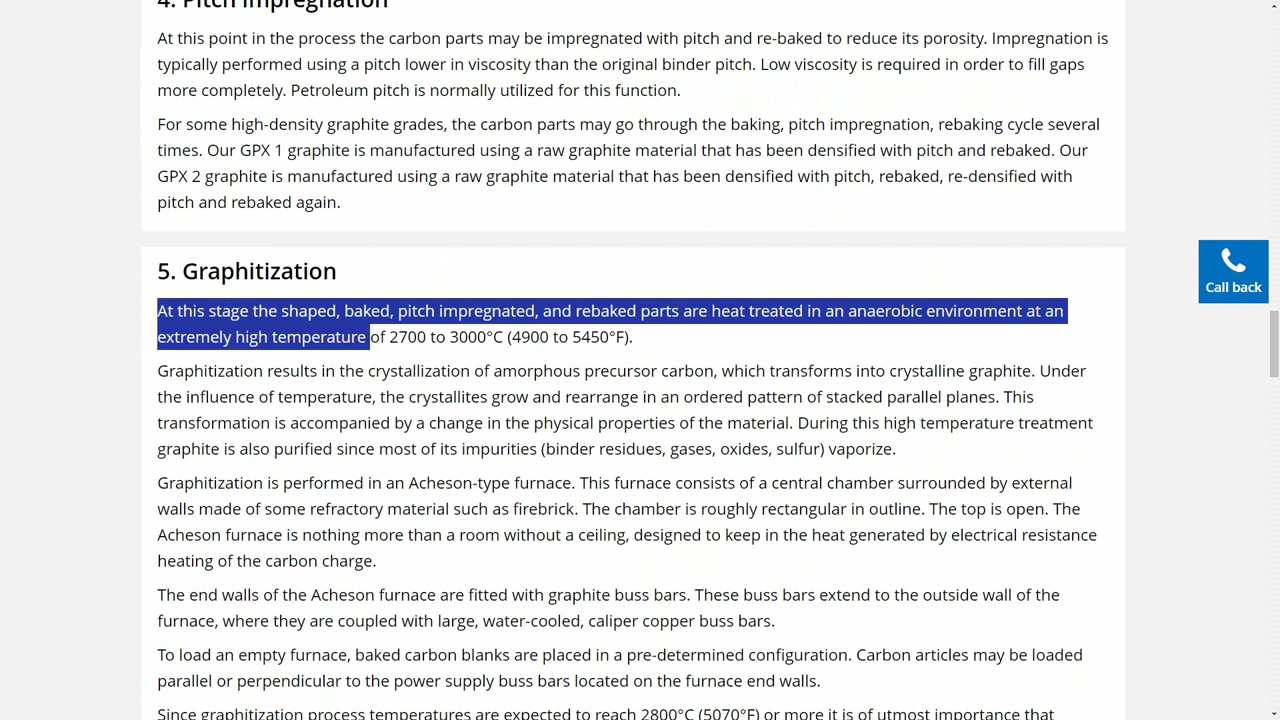 4. Pitch Impregnation
At this point in the process the carbon parts may be impregnated with pitch and re-baked to reduce its porosity. Impregnation is
typically performed using a pitch lower in viscosity than the original binder pitch. Low viscosity is required in order to fill gaps
more completely. Petroleum pitch is normally utilized for this function.
For some high-density graphite grades, the carbon parts may go through the baking, pitch impregnation, rebaking cycle several
times. Our GPX 1 graphite is manufactured using a raw graphite material that has been densified with pitch and rebaked. Our
GPX 2 graphite is manufactured using a raw graphite material that has been densified with pitch, rebaked, re-densified with
pitch and rebaked again.
Call back
5. Graphitization
At this stage the shaped, baked, pitch impregnated, and rebaked parts are heat treated in an anaerobic environment at an
extremely high temperature of 2700 to 3000°C (4900 to 5450°F).
Graphitization results in the crystallization of amorphous precursor carbon, which transforms into crystalline graphite. Under
the influence of temperature, the crystallites grow and rearrange in an ordered pattern of stacked parallel planes. This
transformation is accompanied by a change in the physical properties of the material. During this high temperature treatment
graphite is also purified since most of its impurities (binder residues, gases, oxides, sulfur) vaporize.
Graphitization is performed in an Acheson-type furnace. This furnace consists of a central chamber surrounded by external
walls made of some refractory material such as firebrick. The chamber is roughly rectangular in outline. The top is open. The
Acheson furnace is nothing more than a room without a ceiling, designed to keep in the heat generated by electrical resistance
heating of the carbon charge.
The end walls of the Acheson furnace are fitted with graphite buss bars. These buss bars extend to the outside wall of the
furnace, where they are coupled with large, water-cooled, caliper copper buss bars.
To load an empty furnace, baked carbon blanks are placed in a pre-determined configuration. Carbon articles may be loaded
parallel or perpendicular to the power supply buss bars located on the furnace end walls.
Since graphitization process temperatures are expected to reach 2800°C (5070°F) or more it is of utmost importance that